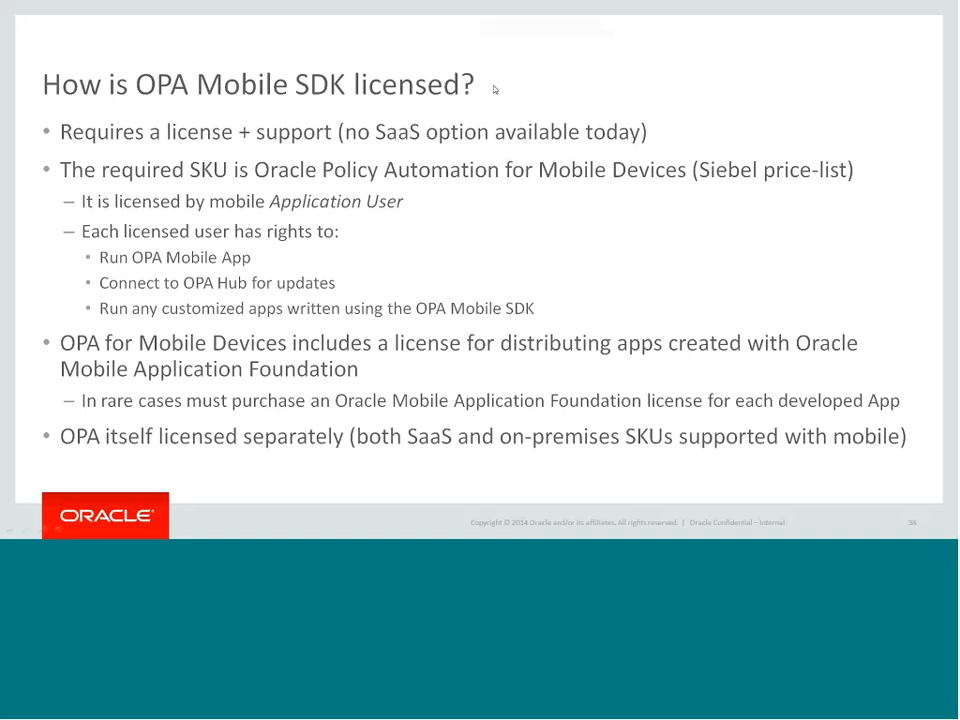 How is OPA Mobile SDK licensed?
• Requires a license + support (no SaaS option available today)
• The required SKU is Oracle Policy Automation for Mobile Devices (Siebel price-list)
– It is licensed by mobile Application User
– Each licensed user has rights to:
• Run OPA Mobile App
• Connect to OPA Hub for updates
• Run any customized apps written using the OPA Mobile SDK
• OPA for Mobile Devices includes a license for distributing apps created with Oracle
Mobile Application Foundation
– In rare cases must purchase an Oracle Mobile Application Foundation license for each developed App
• OPA itself licensed separately (both SaaS and on-premises SKUs supported with mobile)
ORACLE®
Copyright © 2014 Oracle and/or its affiliates. All rights reserved. | Oracle Confidential – Internal